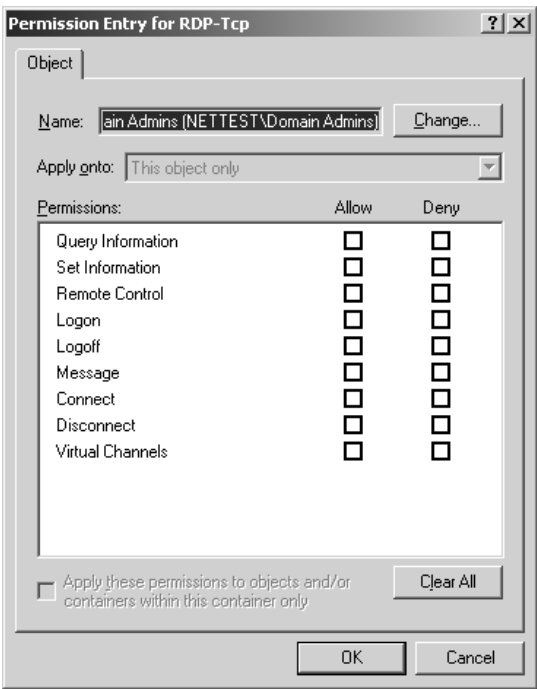 Permission Entry for RDP-Tcp
Object
Name: ain Admins (NETTEST\Domain Admins) Change...
Apply onto: This object only
Permissions: Allow Deny
Query Information
Set Information
Remote Control
Logon
Logoff
Message
Connect
Disconnect
Virtual Channels
Apply these permissions to objects and/or
containers within this container only
Clear All
OK Cancel